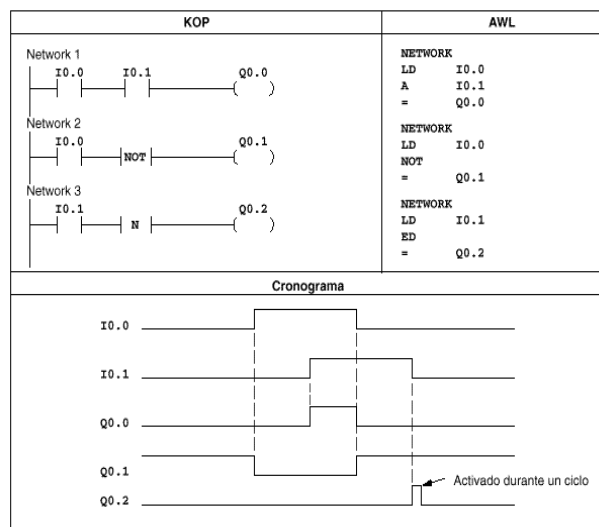 KOP
AWL
Network 1
I0.0 I0.1 Q0.0
Network 2
I0.0 NOT Q0.1
Network 3
I0.1 N Q0.2
NETWORK
LD I0.0
A I0.1
= Q0.0
NETWORK
LD I0.0
NOT
= Q0.1
NETWORK
LD I0.1
ED
= Q0.2
Cronograma
I0.0
I0.1
Q0.0
Q0.1
Activado durante un ciclo
Q0.2